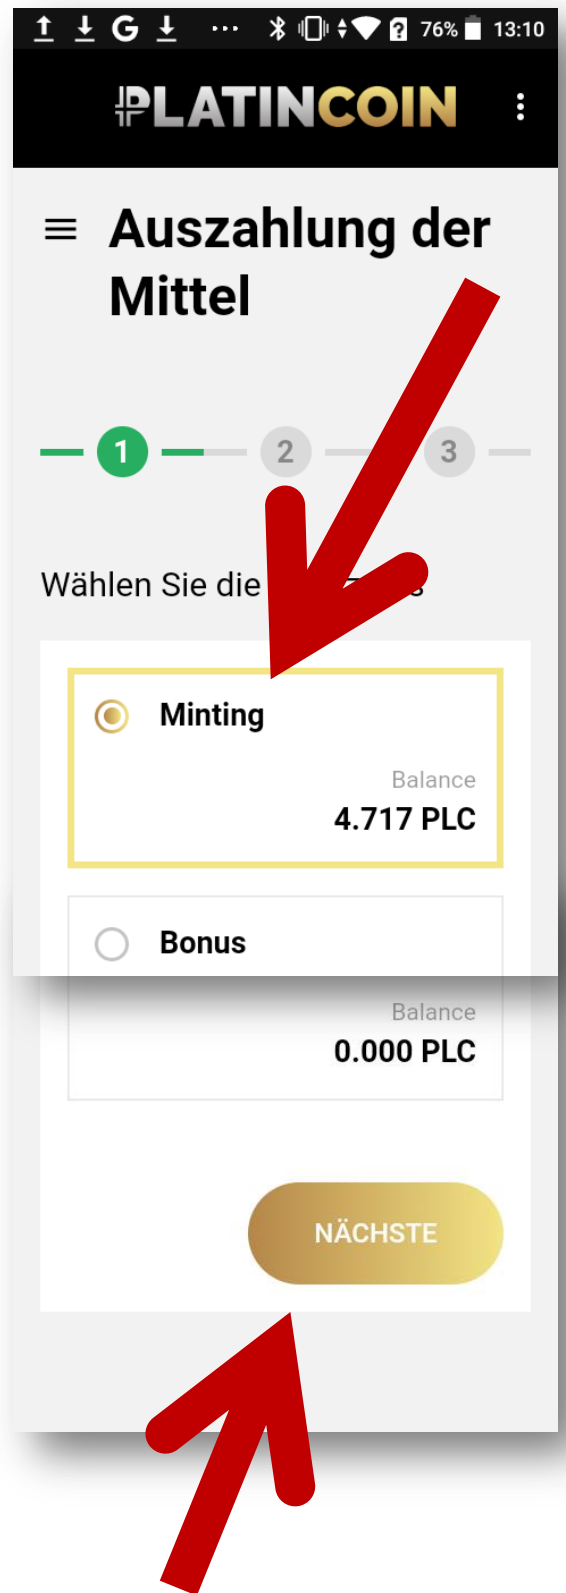 G ... 76% 13:10
PLATINCOIN
Auszahlung der
Mittel
1 2 3
Wählen Sie die
Minting
Balance
4.717 PLC
Bonus
Balance
0.000 PLC
NÄCHSTE